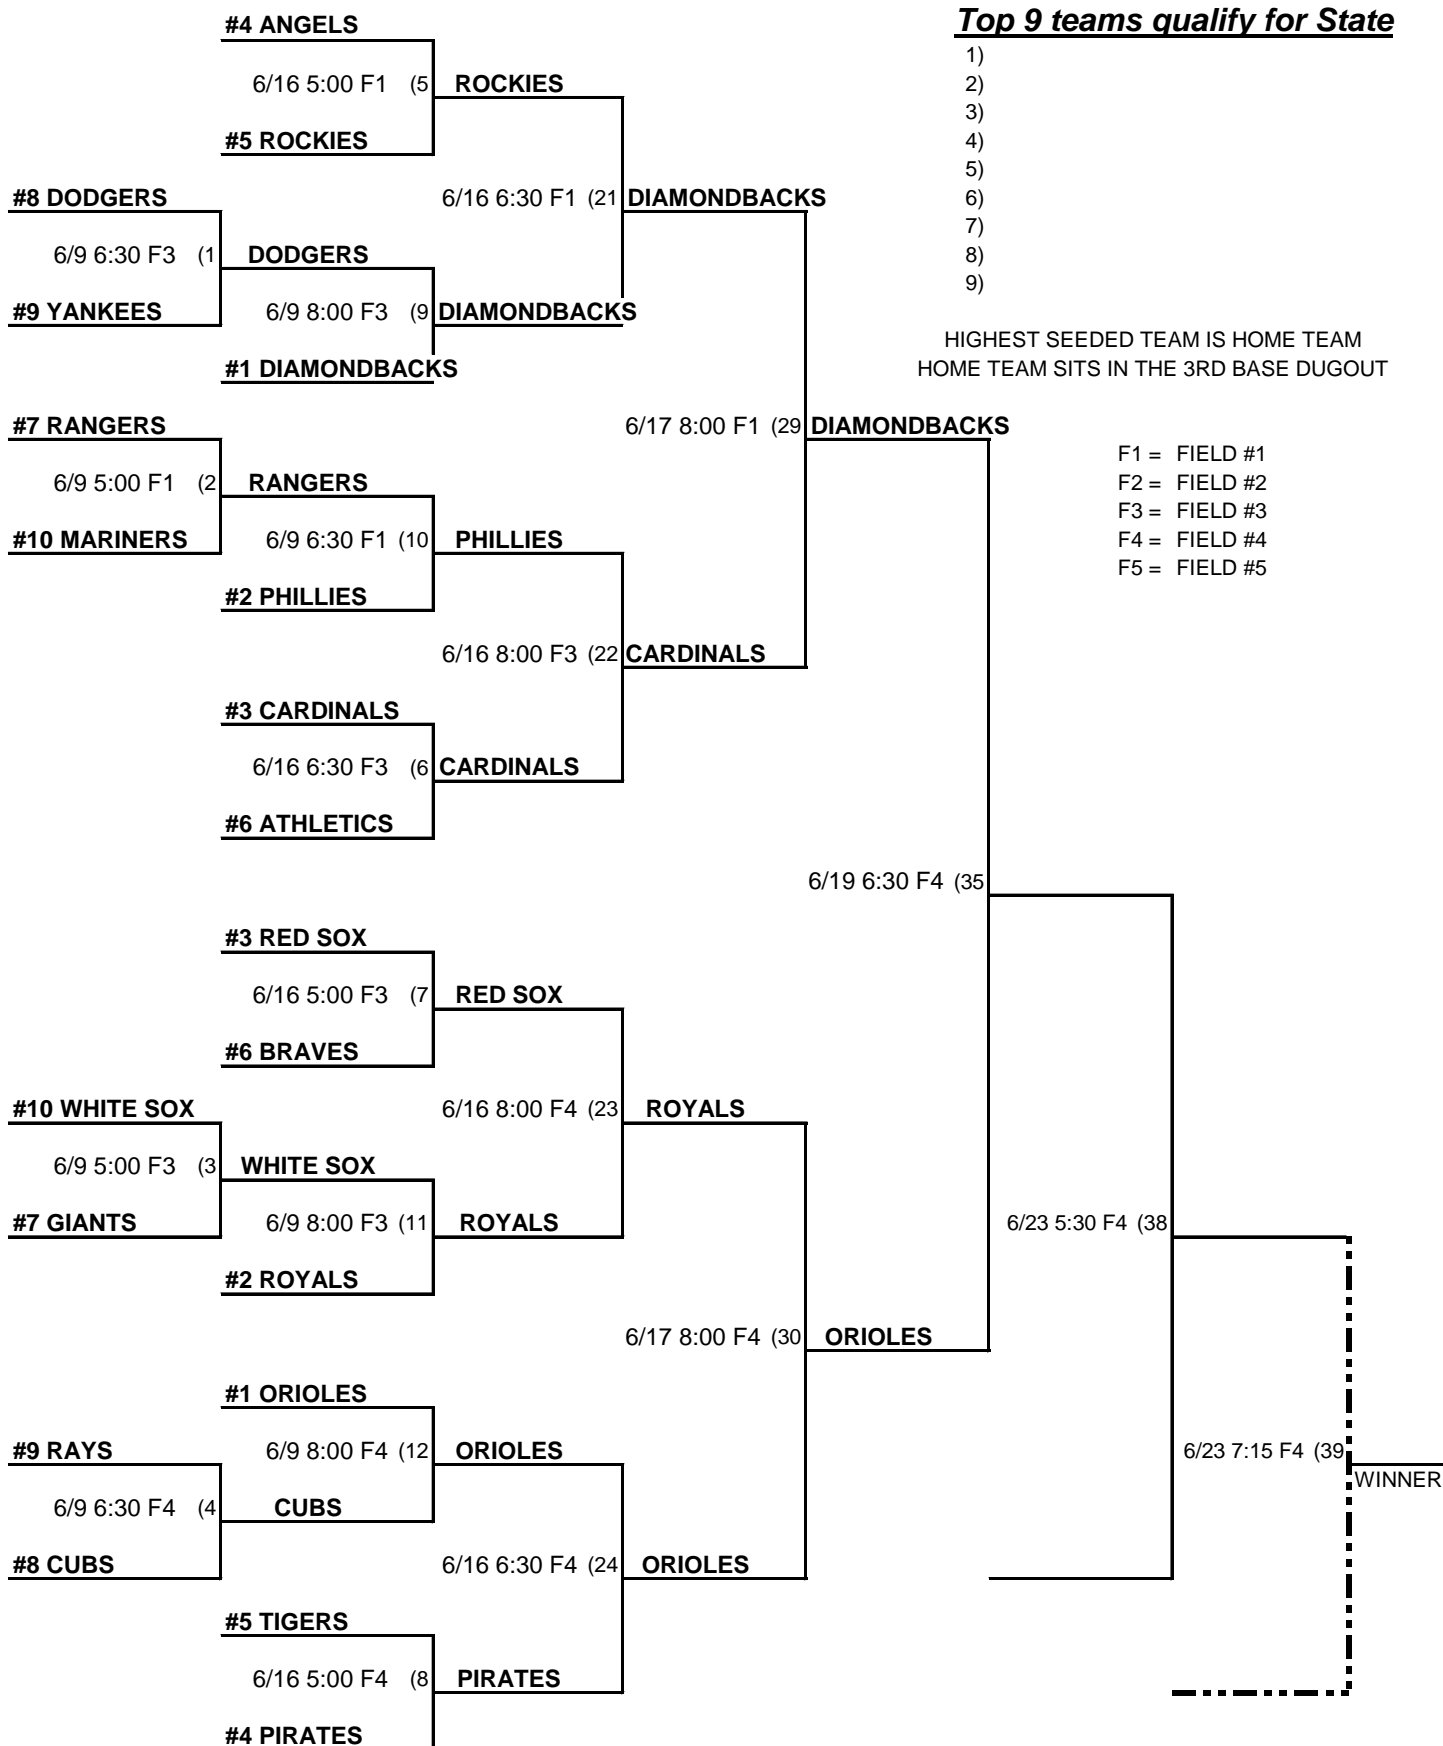 #4 ANGELS
Top 9 teams qualify for State
1)
6/16 5:00 F1 (5 ROCKIES
2)
3)
#5 ROCKIES
4)
5)
#8 DODGERS
6/16 6:30 F1 (21 DIAMONDBACKS
6)
7)
6/9 6:30 F3 (1 DODGERS
8)
9)
#9 YANKEES
6/9 8:00 F3 (9 DIAMONDBACKS
HIGHEST SEEDED TEAM IS HOME TEAM
#1 DIAMONDBACKS
HOME TEAM SITS IN THE 3RD BASE DUGOUT
#7 RANGERS
6/17 8:00 F1 (29 DIAMONDBACKS
F1 = FIELD #1
6/9 5:00 F1 (2 RANGERS
F2 = FIELD #2
F3 = FIELD #3
#10 MARINERS
6/9 6:30 F1 (10 PHILLIES
F4 = FIELD #4
F5 = FIELD #5
#2 PHILLIES
6/16 8:00 F3 (22 CARDINALS
#3 CARDINALS
6/16 6:30 F3 (6 CARDINALS
#6 ATHLETICS
6/19 6:30 F4 (35
#3 RED SOX
6/16 5:00 F3 (7 RED SOX
#6 BRAVES
#10 WHITE SOX
6/16 8:00 F4 (23 ROYALS
6/9 5:00 F3 (3 WHITE SOX
#7 GIANTS
6/9 8:00 F3 (11 ROYALS
6/23 5:30 F4 (38
#2 ROYALS
6/17 8:00 F4 (30 ORIOLES
#1 ORIOLES
#9 RAYS
6/9 8:00 F4 (12 ORIOLES
6/23 7:15 F4 (39
WINNER
6/9 6:30 F4 (4 CUBS
#8 CUBS
6/16 6:30 F4 (24 ORIOLES
#5 TIGERS
6/16 5:00 F4 (8 PIRATES
#4 PIRATES